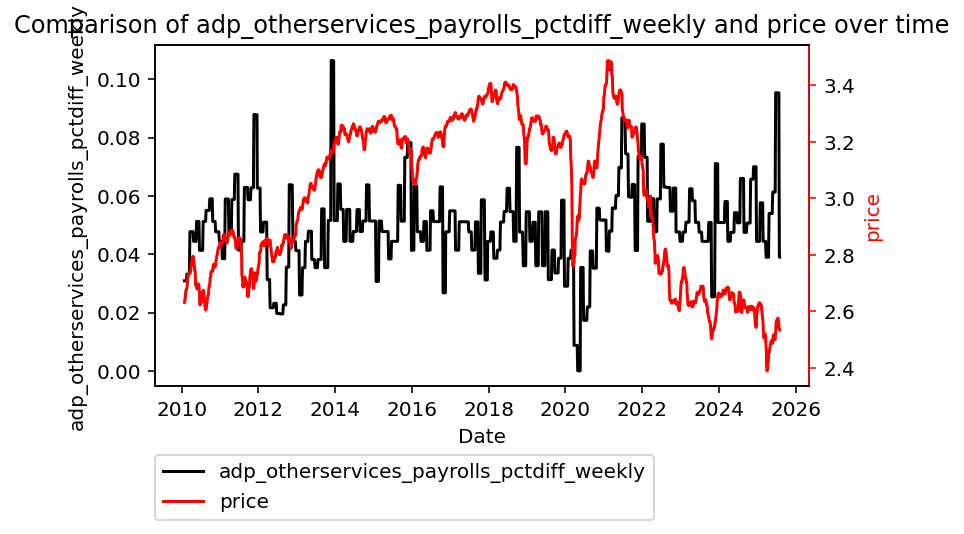 Comparison of adp_otherservices_payrolls_pctdiff_weekly and price over time
adp_otherservices_payrolls_pctdiff_weekly
0.10
0.08
0.06
0.04
0.02
0.00
3.4
3.2
3.0
2.8
2.6
2.4
price
2010 2012 2014 2016 2018 2020 2022 2024 2026
Date
adp_otherservices_payrolls_pctdiff_weekly
price